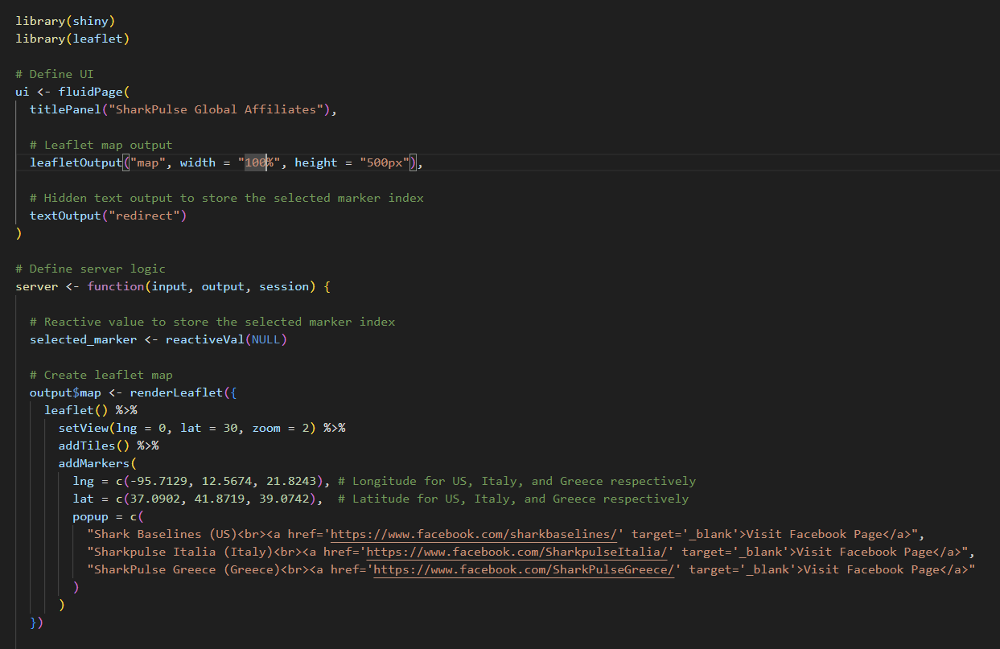 library(shiny)
library(leaflet)
# Define UI
ui <- fluidPage(
titlePanel("SharkPulse Global Affiliates"),
# Leaflet map output
leafletOutput("map", width = "100%", height = "500px"),
# Hidden text output to store the selected marker index
textOutput("redirect")
)
# Define server logic
server <- function(input, output, session) {
# Reactive value to store the selected marker index
selected_marker <- reactiveVal(NULL)
# Create leaflet map
output$map <- renderLeaflet({
leaflet() %>%
setView(lng = 0, lat = 30, zoom = 2) %>%
addTiles() %>%
addMarkers(
lng = c(-95.7129, 12.5674, 21.8243), # Longitude for US, Italy, and Greece respectively
lat = c(37.0902, 41.8719, 39.0742),  # Latitude for US, Italy, and Greece respectively
popup = c(
"Shark Baselines (US)<br><a href='https://www.facebook.com/sharkbaselines/' target='_blank'>Visit Facebook Page</a>",
"Sharkpulse Italia (Italy)<br><a href='https://www.facebook.com/SharkpulseItalia/' target='_blank'>Visit Facebook Page</a>",
"SharkPulse Greece (Greece)<br><a href='https://www.facebook.com/SharkPulseGreece/' target='_blank'>Visit Facebook Page</a>"
)
)
})